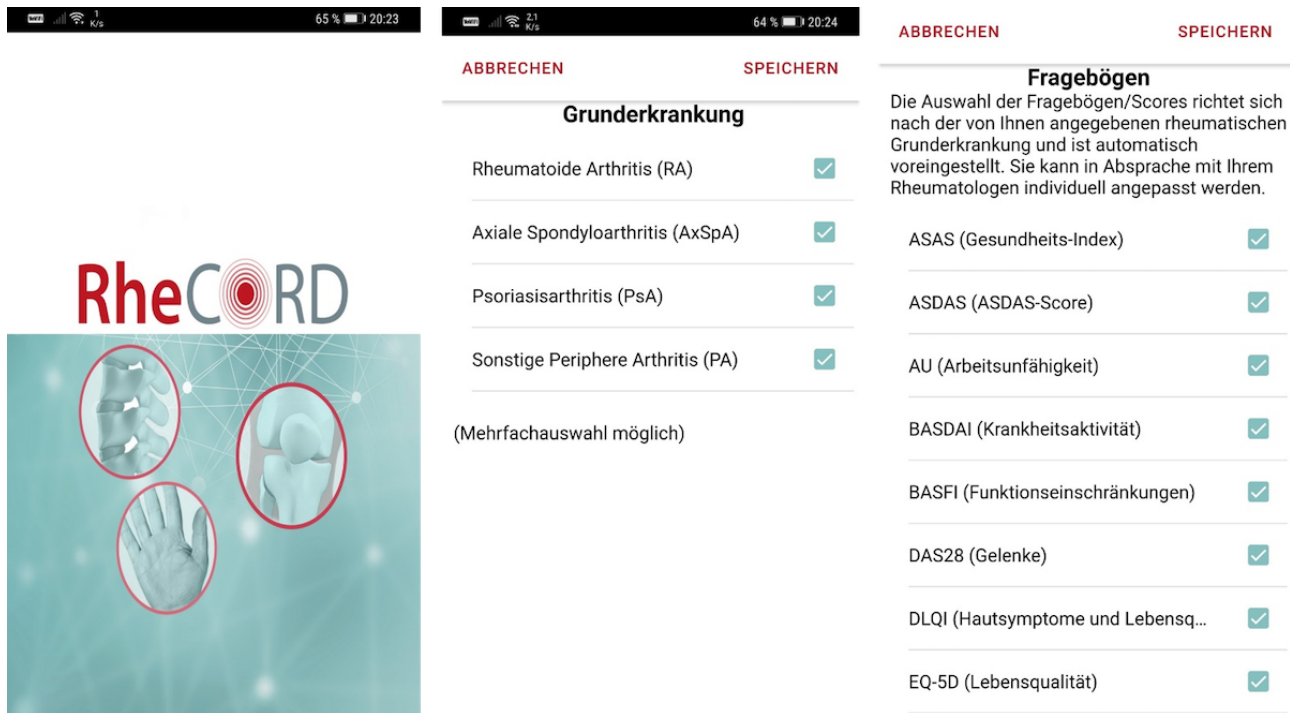 1 K/s 65 % 20:23
RheCORD
2,1 K/s 64 % 20:24
ABBRECHEN SPEICHERN
Grunderkrankung
Rheumatoide Arthritis (RA)
Axiale Spondyloarthritis (AxSpA)
Psoriasisarthritis (PsA)
Sonstige Periphere Arthritis (PA)
(Mehrfachauswahl möglich)
ABBRECHEN SPEICHERN
Fragebögen
Die Auswahl der Fragebögen/Scores richtet sich
nach der von Ihnen angegebenen rheumatischen
Grunderkrankung und ist automatisch
voreingestellt. Sie kann in Absprache mit Ihrem
Rheumatologen individuell angepasst werden.
ASAS (Gesundheits-Index)
ASDAS (ASDAS-Score)
AU (Arbeitsunfähigkeit)
BASDAI (Krankheitsaktivität)
BASFI (Funktionseinschränkungen)
DAS28 (Gelenke)
DLQI (Hautsymptome und Lebensq...
EQ-5D (Lebensqualität)